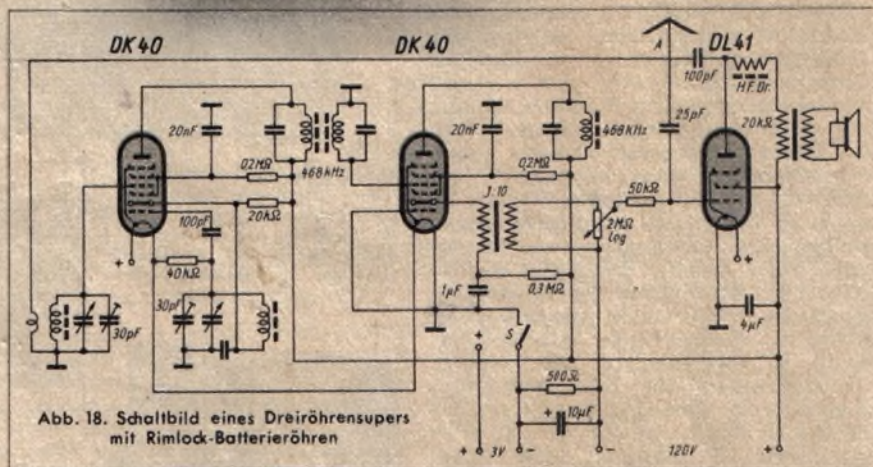 DK40
DK40
DL41
A
100pF
H.F. Dr.
20nF
20nF
25pF
20kΩ
468kHz
468kHz
0,2MΩ
0,2MΩ
1:10
50kΩ
20kΩ
2MΩ
log
100pF
+
40kΩ
+
30pF
30pF
1µF
0,3MΩ
4µF
+
S
500Ω
+ 10µF
Abb. 18. Schaltbild eines Dreiröhrensupers
mit Rimlock-Batterieröhren
+ 3V - - 120V +